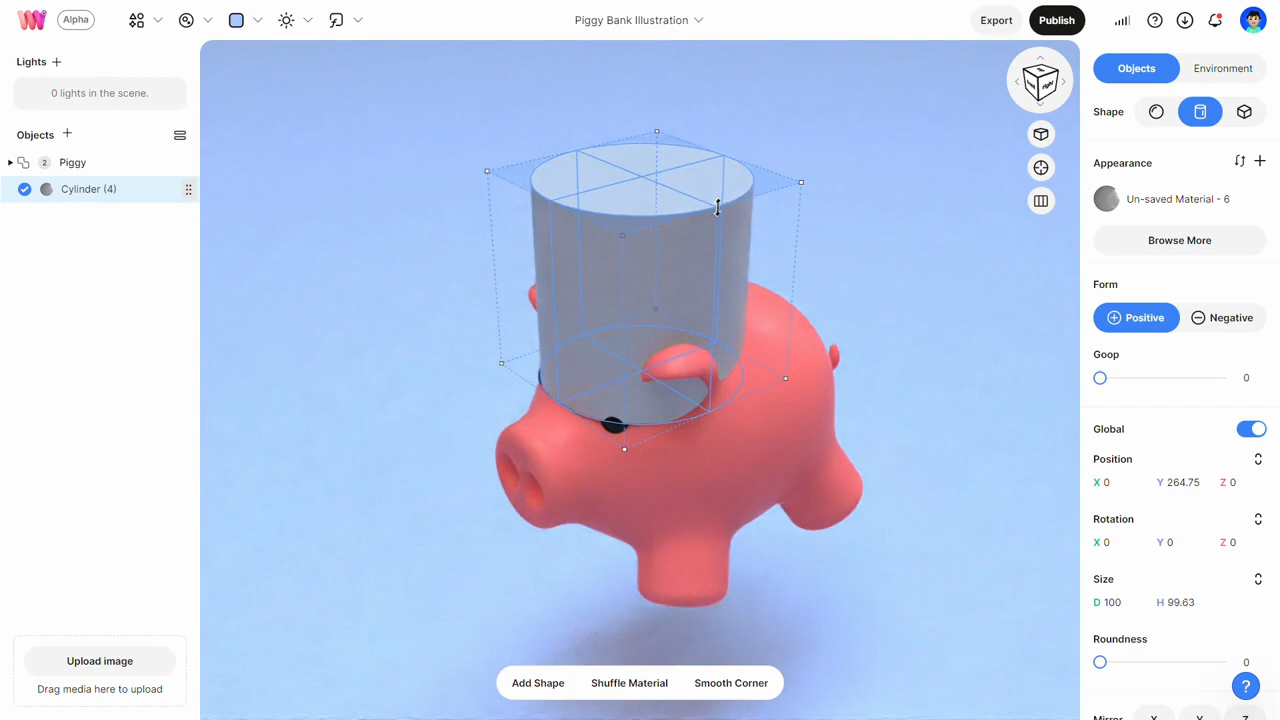 Alpha
Piggy Bank Illustration
Export
Publish
Lights
0 lights in the scene.
Objects
2 Piggy
Cylinder (4)
Upload image
Drag media here to upload
Add Shape
Shuffle Material
Smooth Corner
Objects
Environment
Shape
Appearance
Un-saved Material - 6
Browse More
Form
Positive
Negative
Goop
0
Global
Position
X 0 Y 264.75 Z 0
Rotation
X 0 Y 0 Z 0
Size
D 100 H 99.63
Roundness
0
?